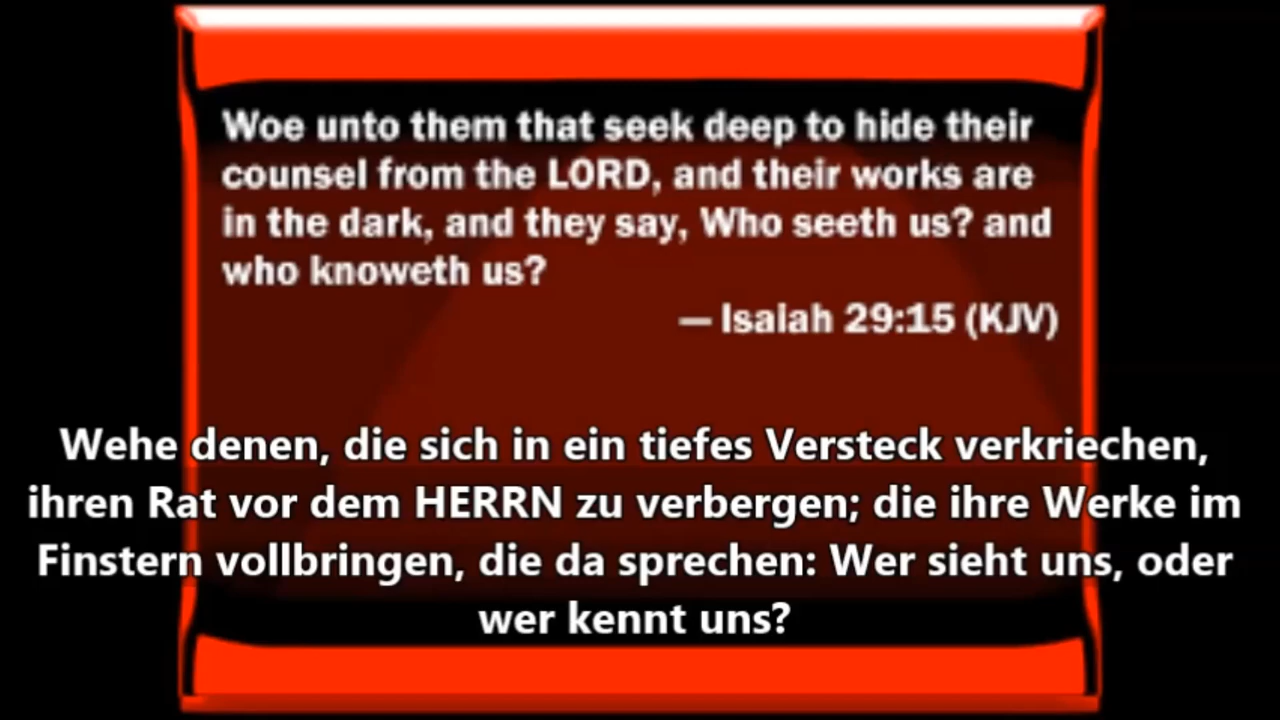 Woe unto them that seek deep to hide their
counsel from the LORD, and their works are
in the dark, and they say, Who seeth us? and
who knoweth us?
— Isaiah 29:15 (KJV)
Wehe denen, die sich in ein tiefes Versteck verkriechen,
ihren Rat vor dem HERRN zu verbergen; die ihre Werke im
Finstern vollbringen, die da sprechen: Wer sieht uns, oder
wer kennt uns?